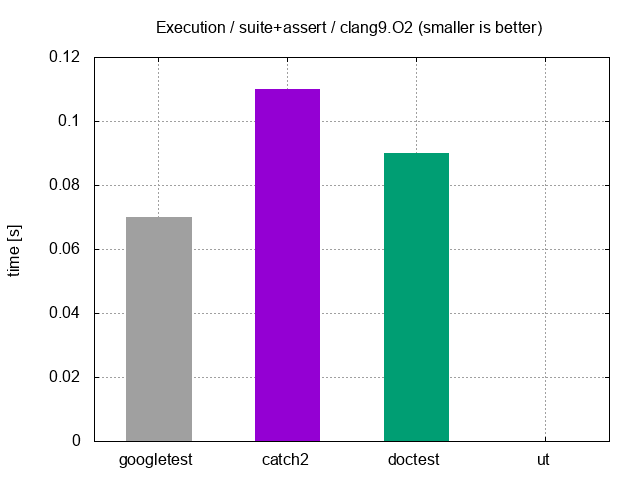 Execution / suite+assert / clang9.O2 (smaller is better)
0.12
0.1
0.08
0.06
0.04
0.02
0
time [s]
googletest catch2 doctest ut